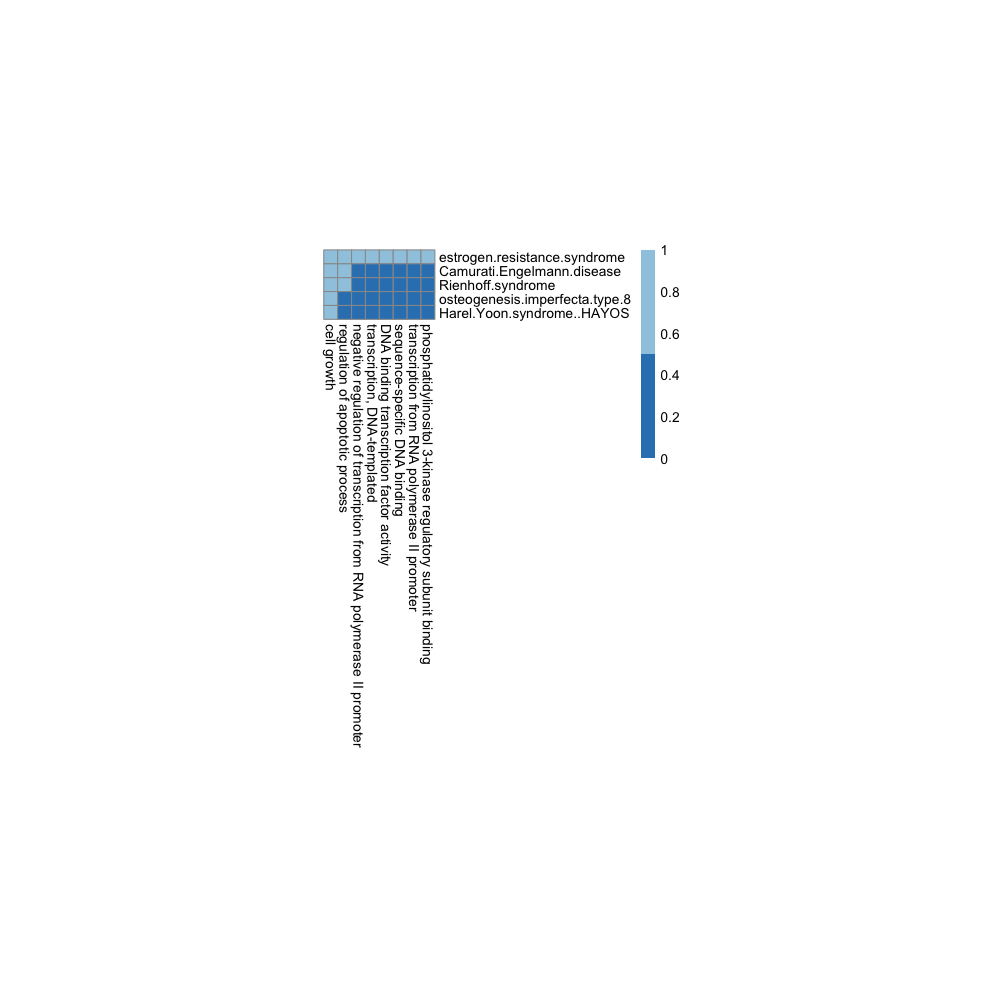 estrogen.resistance.syndrome
Camurati.Engelmann.disease
Rienhoff.syndrome
osteogenesis.imperfecta.type.8
Harel.Yoon.syndrome..HAYOS
1
0.8
0.6
0.4
0.2
0
cell growth
regulation of apoptotic process
negative regulation of transcription from RNA polymerase II promoter
transcription, DNA-templated
DNA binding transcription factor activity
sequence-specific DNA binding
transcription from RNA polymerase II promoter
phosphatidylinositol 3-kinase regulatory subunit binding